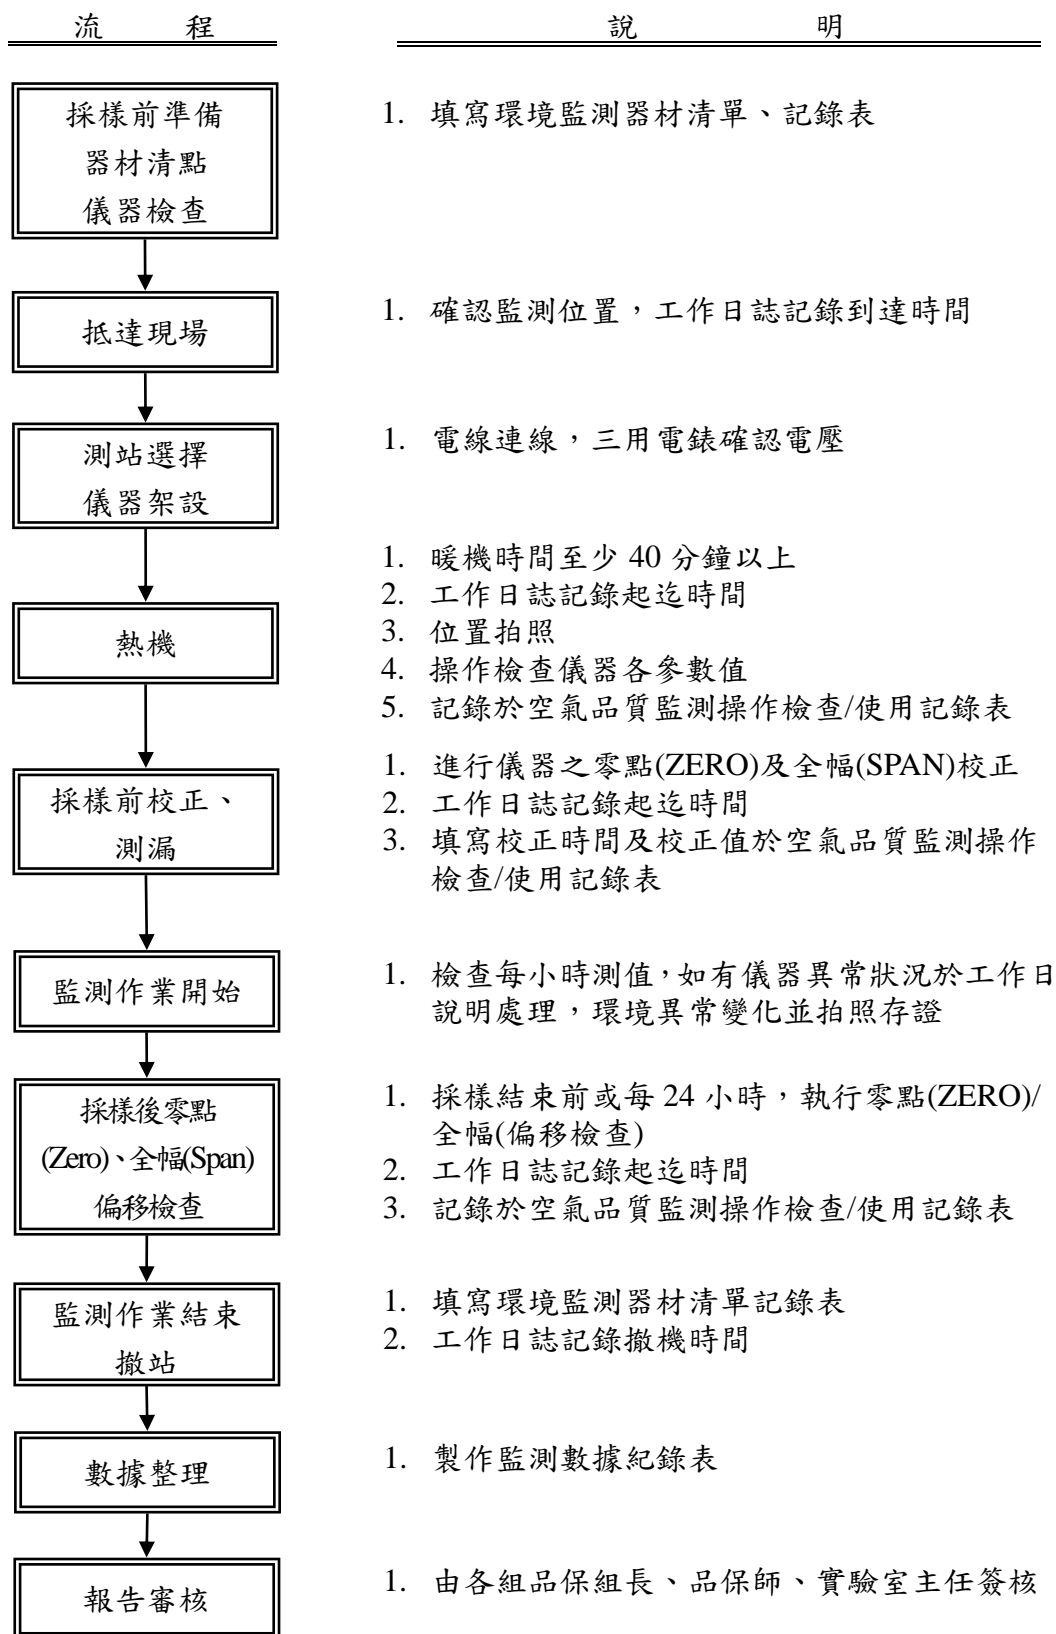 流 程 說 明
採樣前準備
器材清點
儀器檢查
1. 填寫環境監測器材清單、記錄表
抵達現場
1. 確認監測位置，工作日誌記錄到達時間
測站選擇
儀器架設
1. 電線連線，三用電錶確認電壓
熱機
1. 暖機時間至少 40 分鐘以上
2. 工作日誌記錄起迄時間
3. 位置拍照
4. 操作檢查儀器各參數值
5. 記錄於空氣品質監測操作檢查/使用記錄表
採樣前校正、
測漏
1. 進行儀器之零點(ZERO)及全幅(SPAN)校正
2. 工作日誌記錄起迄時間
3. 填寫校正時間及校正值於空氣品質監測操作
檢查/使用記錄表
監測作業開始
1. 檢查每小時測值，如有儀器異常狀況於工作日
說明處理，環境異常變化並拍照存證
採樣後零點
(Zero)、全幅(Span)
偏移檢查
1. 採樣結束前或每 24 小時，執行零點(ZERO)/
全幅(偏移檢查)
2. 工作日誌記錄起迄時間
3. 記錄於空氣品質監測操作檢查/使用記錄表
監測作業結束
撤站
1. 填寫環境監測器材清單記錄表
2. 工作日誌記錄撤機時間
數據整理
1. 製作監測數據紀錄表
報告審核
1. 由各組品保組長、品保師、實驗室主任簽核